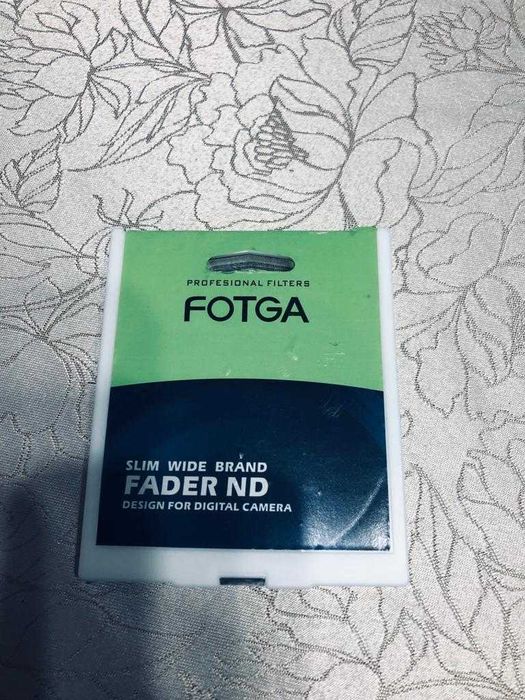 PROFESIONAL FILTERS
FOTGA
SLIM WIDE BRAND
FADER ND
DESIGN FOR DIGITAL CAMERA